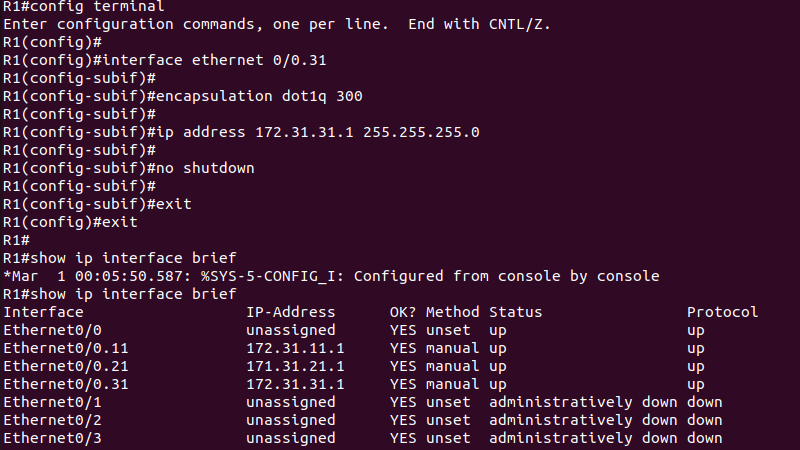 R1#config terminal
Enter configuration commands, one per line.  End with CNTL/Z.
R1(config)#
R1(config)#interface ethernet 0/0.31
R1(config-subif)#
R1(config-subif)#encapsulation dot1q 300
R1(config-subif)#
R1(config-subif)#ip address 172.31.31.1 255.255.255.0
R1(config-subif)#
R1(config-subif)#no shutdown
R1(config-subif)#
R1(config-subif)#exit
R1(config)#exit
R1#
R1#show ip interface brief
*Mar  1 00:05:50.587: %SYS-5-CONFIG_I: Configured from console by console
R1#show ip interface brief
Interface                  IP-Address      OK? Method Status                Protocol
Ethernet0/0                unassigned      YES unset  up                    up
Ethernet0/0.11             172.31.11.1     YES manual up                    up
Ethernet0/0.21             171.31.21.1     YES manual up                    up
Ethernet0/0.31             172.31.31.1     YES manual up                    up
Ethernet0/1                unassigned      YES unset  administratively down down
Ethernet0/2                unassigned      YES unset  administratively down down
Ethernet0/3                unassigned      YES unset  administratively down down